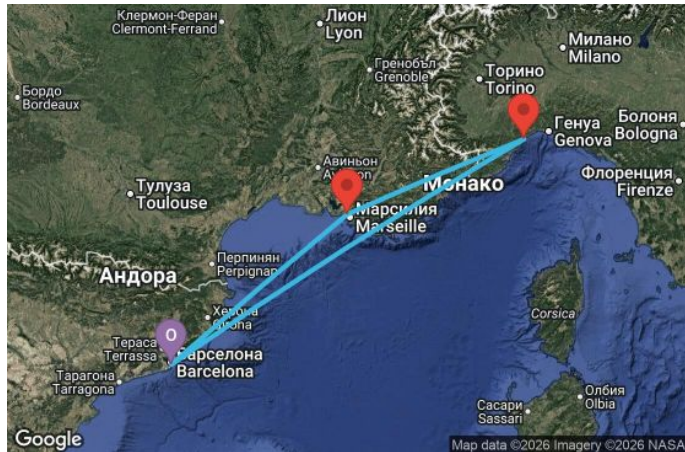 Клермон-Феран
Clermont-Ferrand
Лион
Lyon
Милано
Milano
Гренобъл
Grenoble
Торино
Torino
Бордо
Bordeaux
Генуа
Genova
Болоня
Bologna
Авиньон
Монако
Флоренция
Firenze
Тулуза
Toulouse
Марсилия
Marseille
Перпинян
Perpignan
Андора
Corsica
Тераса
Terrassa
O
Барселона
Barcelona
Тарагона
Tarragona
Олбия
Olbia
Сасари
Sassari
Google
Map data ©2026 Imagery ©2026 NASA